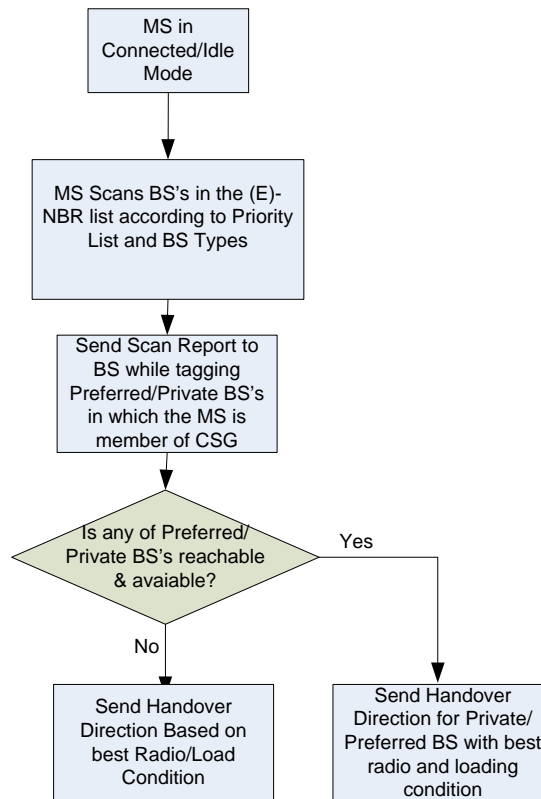 MS in
Connected/Idle
Mode
MS Scans BS's in the (E)-
NBR list according to Priority
List and BS Types
Send Scan Report to
BS while tagging
Preferred/Private BS's
in which the MS is
member of CSG
Is any of Preferred/
Private BS's reachable
& avaiable?
Yes
No
Send Handover
Direction Based on
best Radio/Load
Condition
Send Handover
Direction for Private/
Preferred BS with best
radio and loading
condition